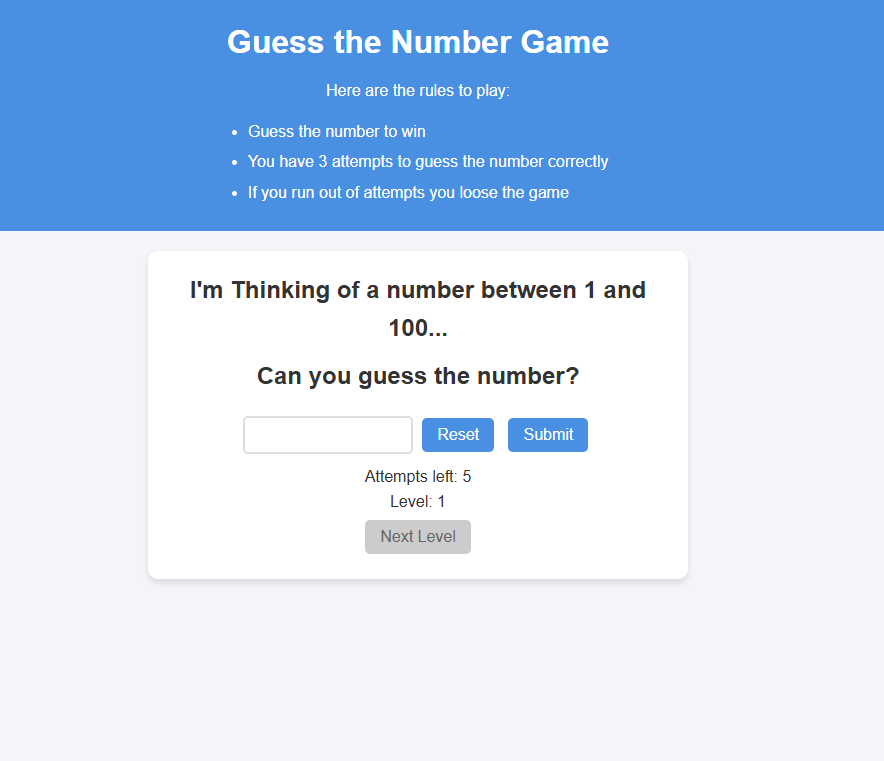 Guess the Number Game
Here are the rules to play:
Guess the number to win
You have 3 attempts to guess the number correctly
If you run out of attempts you loose the game
I'm Thinking of a number between 1 and
100...
Can you guess the number?
Reset Submit
Attempts left: 5
Level: 1
Next Level